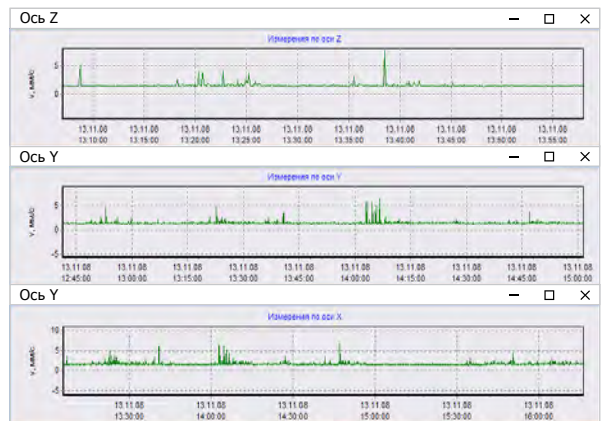 Ось Z
Измерения по оси Z
v, мм/с
5
0
13.11.08 13.11.08 13.11.08 13.11.08 13.11.08 13.11.08 13.11.08 13.11.08 13.11.08 13.11.08
13:10:00 13:15:00 13:20:00 13:25:00 13:30:00 13:35:00 13:40:00 13:45:00 13:50:00 13:55:00
Ось Y
Измерения по оси Y
v, мм/с
5
0
-5
13.11.08 13.11.08 13.11.08 13.11.08 13.11.08 13.11.08 13.11.08 13.11.08 13.11.08 13.11.08
12:45:00 13:00:00 13:15:00 13:30:00 13:45:00 14:00:00 14:15:00 14:30:00 14:45:00 15:00:00
Ось Y
Измерения по оси X
v, мм/с
10
5
0
-5
13.11.08 13.11.08 13.11.08 13.11.08 13.11.08 13.11.08
13:30:00 14:00:00 14:30:00 15:00:00 15:30:00 16:00:00